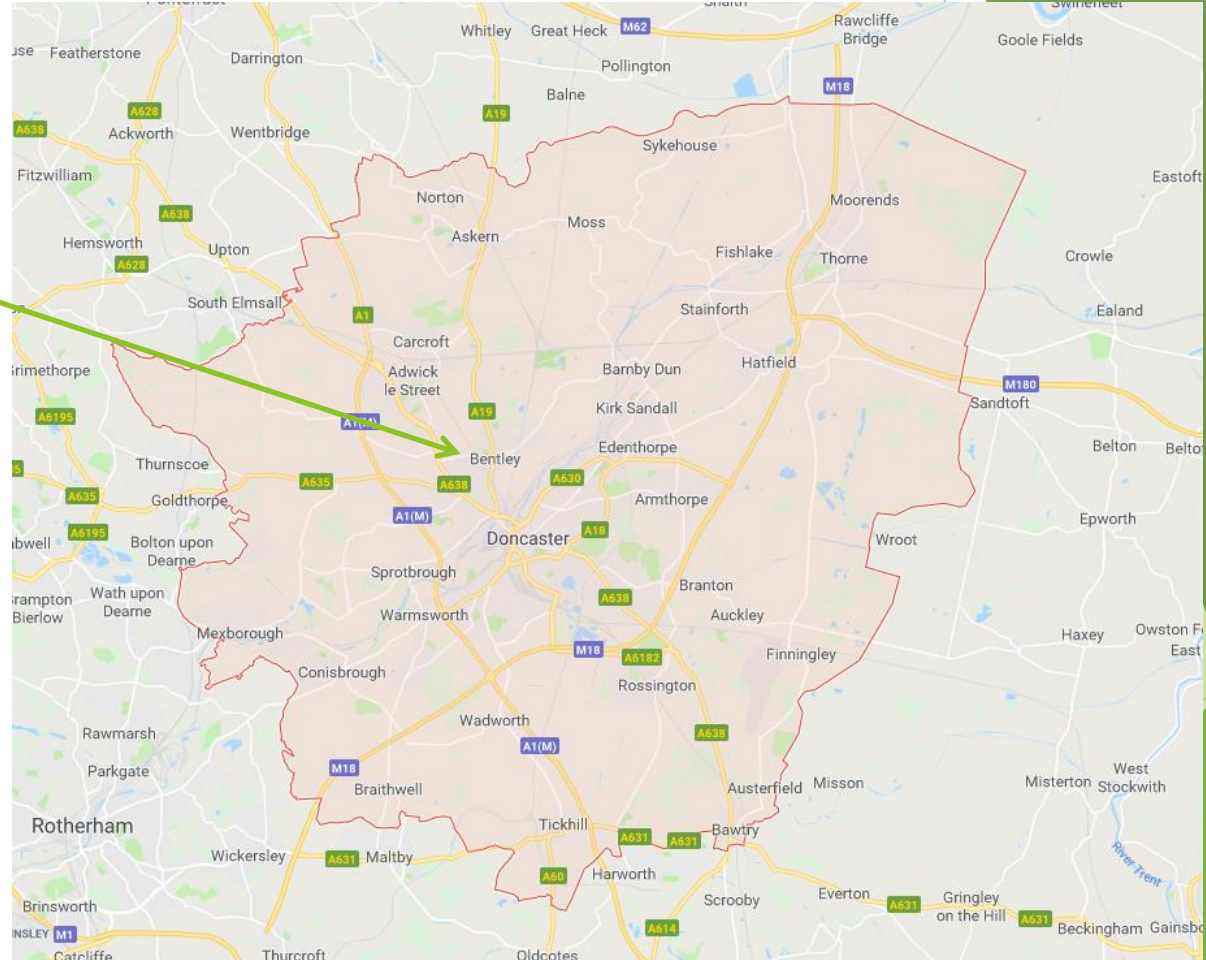 Whitley
Great Heck
M62
Rawcliffe
Bridge
Goole Fields
Featherstone
Darrington
Pollington
M18
Balne
A628
A638
Ackworth
Wentbridge
A19
Sykehouse
Fitzwilliam
Eastoft
Norton
Moorends
A638
Moss
Askern
Hemsworth
Upton
Fishlake
Thorne
Crowle
A628
South Elmsall
Stainforth
Ealand
A1
Carcroft
Adwick
le Street
Barnby Dun
Hatfield
M180
Sandtoft
A6195
A19
Kirk Sandall
A1(M)
Edenthorpe
Belton
Thurnscoe
Bentley
A635
A638
A630
A635
Goldthorpe
Armthorpe
A1(M)
Epworth
A6195
Bolton upon
Dearne
Doncaster
A18
Wroot
Sprotbrough
Branton
Wath upon
Dearne
A638
Bierlow
Warmsworth
Auckley
Mexborough
Haxey
M18
A6182
Finningley
Conisbrough
Rossington
Wadworth
Rawmarsh
A638
A1(M)
Parkgate
M18
Braithwell
Austerfield
Misson
Misterton
West
Stockwith
Rotherham
Tickhill
A631
A631
Bawtry
Wickersley
A631
Maltby
River Trent
A60
Harworth
Scrooby
Everton
A631
Gringley
on the Hill
A631
Beckingham
Brinsworth
M1
A614
Catcliffe
Thurcroft
Oldcotes